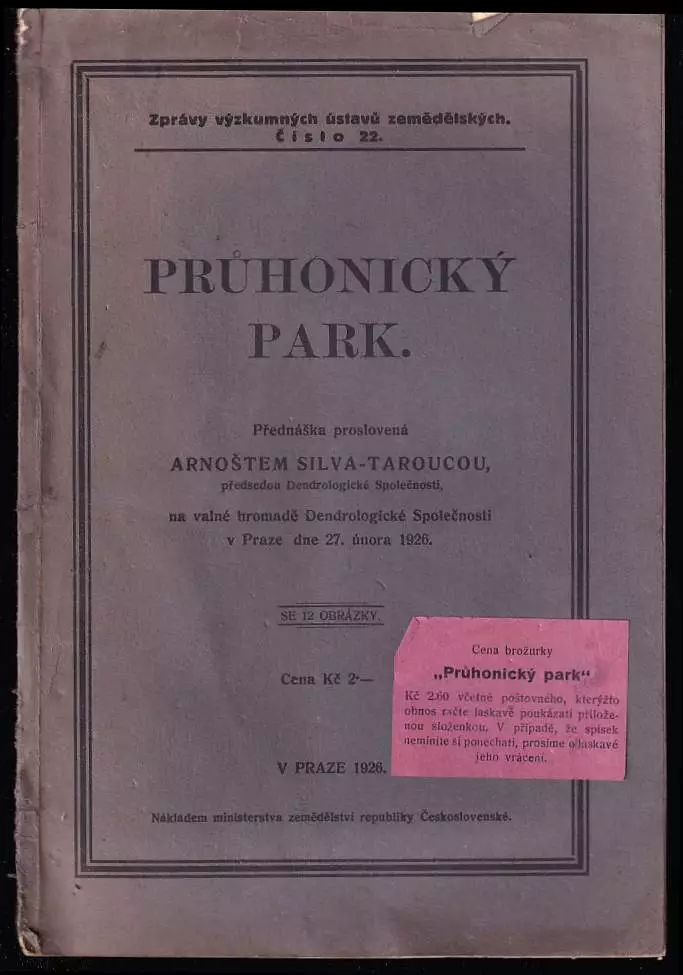 Zprávy výzkumných ústavů zemědělských.
Číslo 22.
PRŮHONICKÝ
PARK.
Přednáška proslovená
ARNOŠTEM SILVA-TAROUCOU,
předsedou Dendrologické Společnosti,
na valné hromadě Dendrologické Společnosti
v Praze dne 27. února 1926.
SE 12 OBRÁZKY.
Cena Kč 2·—
V PRAZE 1926.
Nákladem ministerstva zemědělství republiky Československé.
Cena brožurky
„Průhonický park“
Kč 2.60 včetně poštovného, kterýžto
obnos račte laskavě poukázati přilože-
nou složenkou. V případě, že spisek
nemíníte si ponechati, prosíme o laskavé
jeho vrácení.